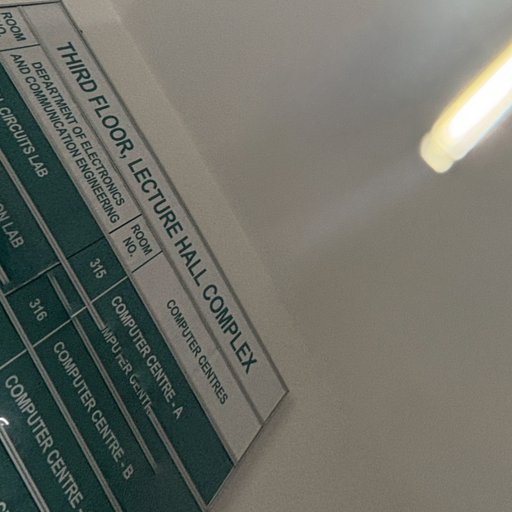 THIRD FLOOR, LECTURE HALL COMPLEX
ROOM NO.
DEPARTMENT OF ELECTRONICS
AND COMMUNICATION ENGINEERING
ROOM NO.
COMPUTER CENTRES
CIRCUITS LAB
315
COMPUTER CENTRE - A
LAB
316
COMPUTER CENTRE - B
COMPUTER CENTRE -